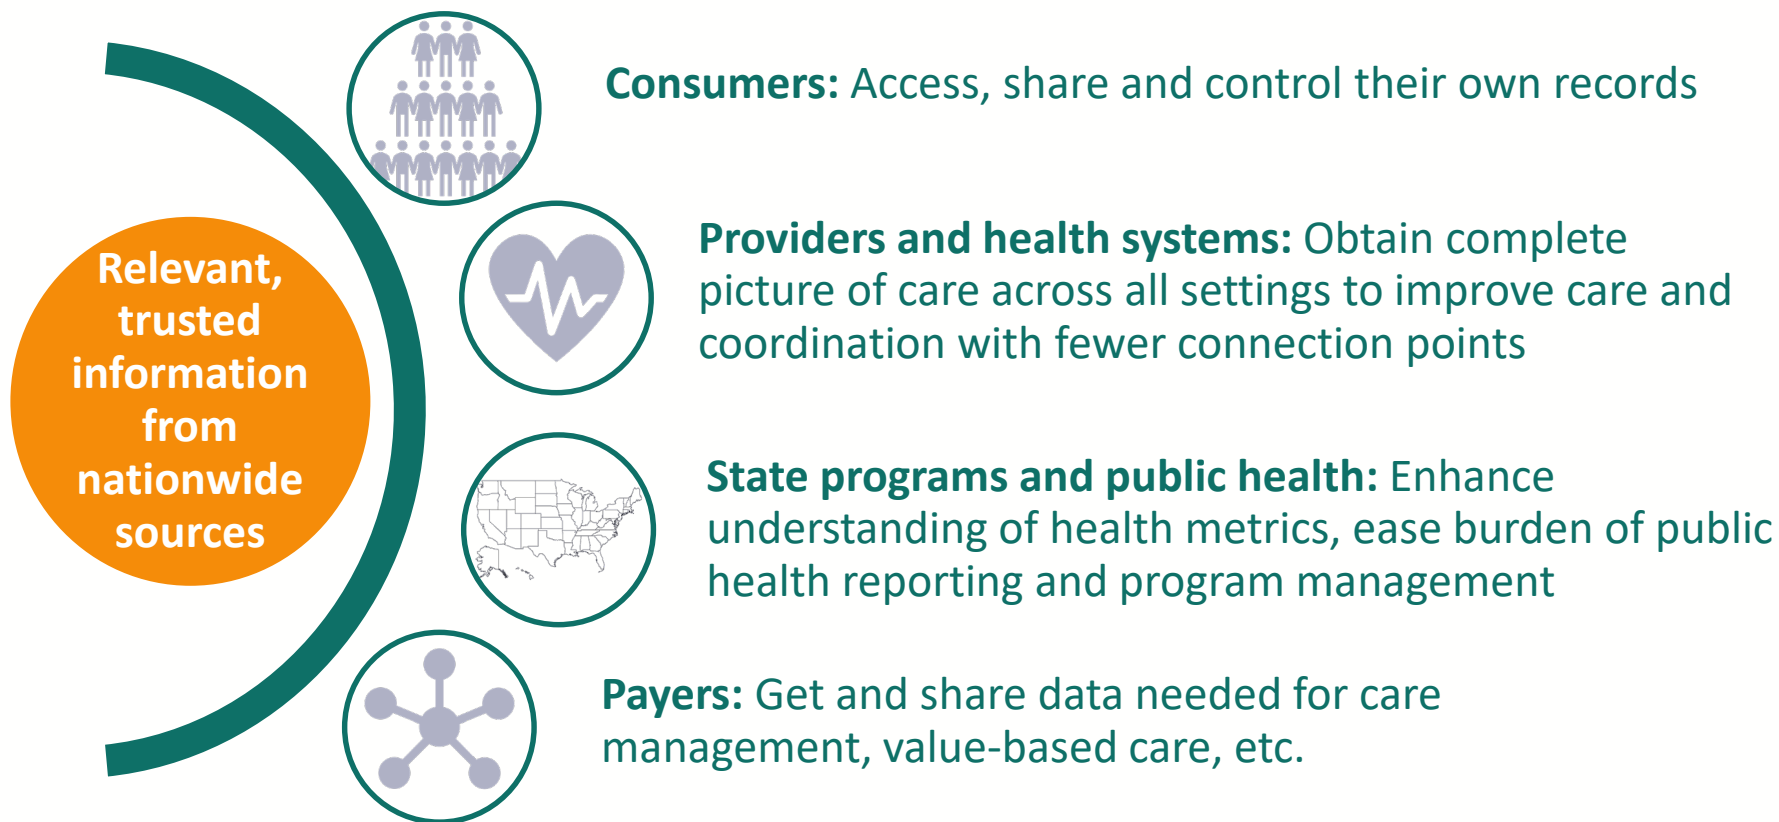 Relevant,
trusted
information
from
nationwide
sources
Consumers: Access, share and control their own records
Providers and health systems: Obtain complete
picture of care across all settings to improve care and
coordination with fewer connection points
State programs and public health: Enhance
understanding of health metrics, ease burden of public
health reporting and program management
Payers: Get and share data needed for care
management, value-based care, etc.